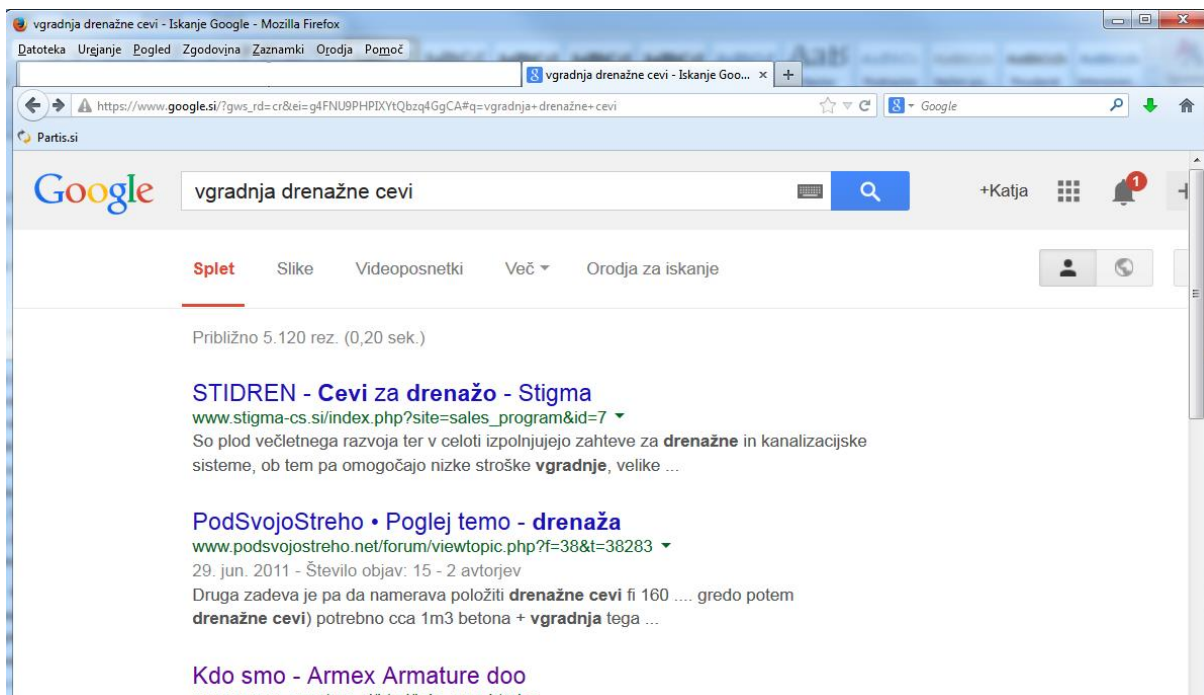 vgradnja drenažne cevi - Iskanje Google - Mozilla Firefox
Datoteka Urejanje Pogled Zgodovina Zaznamki Orodja Pomoč
vgradnja drenažne cevi - Iskanje Goo... × +
https://www.google.si/?gws_rd=cr&ei=g4FNU9PHPIXYtQbzq4GgCA#q=vgradnja+drenažne+cevi
8 Google
Partis.si
Google vgradnja drenažne cevi +Katja 1
Splet Slike Videoposnetki Več Orodja za iskanje
Približno 5.120 rez. (0,20 sek.)
STIDREN - Cevi za drenažo - Stigma
www.stigma-cs.si/index.php?site=sales_program&id=7
So plod večletnega razvoja ter v celoti izpolnjujejo zahteve za drenažne in kanalizacijske
sisteme, ob tem pa omogočajo nizke stroške vgradnje, velike ...
PodSvojoStreho • Poglej temo - drenaža
www.podsvojostreho.net/forum/viewtopic.php?f=38&t=38283
29. jun. 2011 - Število objav: 15 - 2 avtorjev
Druga zadeva je pa da namerava položiti drenažne cevi fi 160 .... gredo potem
drenažne cevi) potrebno cca 1m3 betona + vgradnja tega ...
Kdo smo - Armex Armature doo